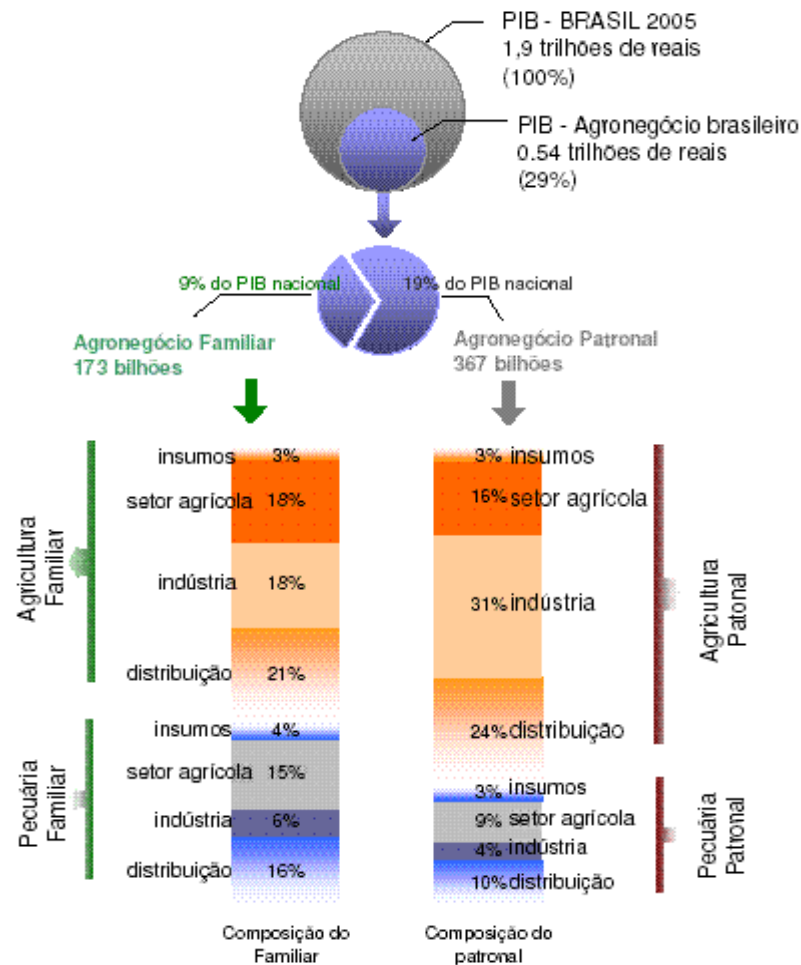 PIB - BRASIL 2005
1,9 trilhões de reais
(100%)
PIB - Agronegócio brasileiro
0.54 trilhões de reais
(29%)
9% do PIB nacional
19% do PIB nacional
Agronegócio Familiar
173 bilhões
Agronegócio Patronal
367 bilhões
Agricultura
Familiar
insumos 3%
setor agrícola 18%
indústria 18%
distribuição 21%
Pecuária
Familiar
insumos 4%
setor agrícola 15%
indústria 6%
distribuição 16%
Composição do
Familiar
3% insumos
16% setor agrícola
31% indústria
24% distribuição
Agricultura
Patonal
3% insumos
9% setor agrícola
4% indústria
10% distribuição
Pecuária
Patronal
Composição do
patronal